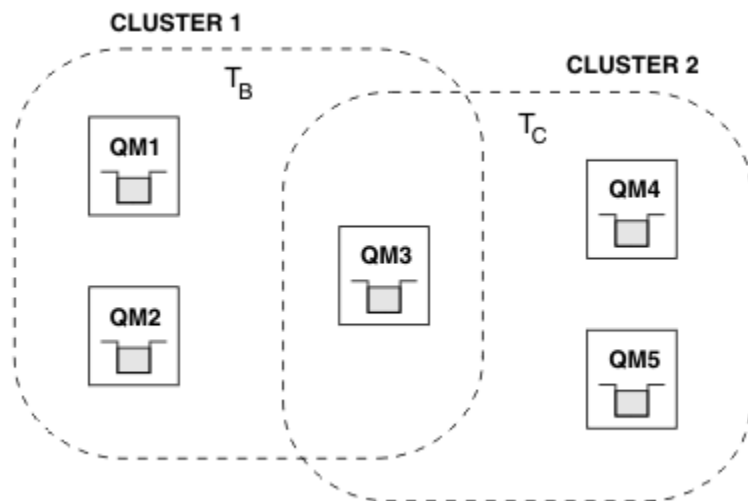 CLUSTER 1
CLUSTER 2
T_B
T_C
QM1
QM4
QM3
QM2
QM5